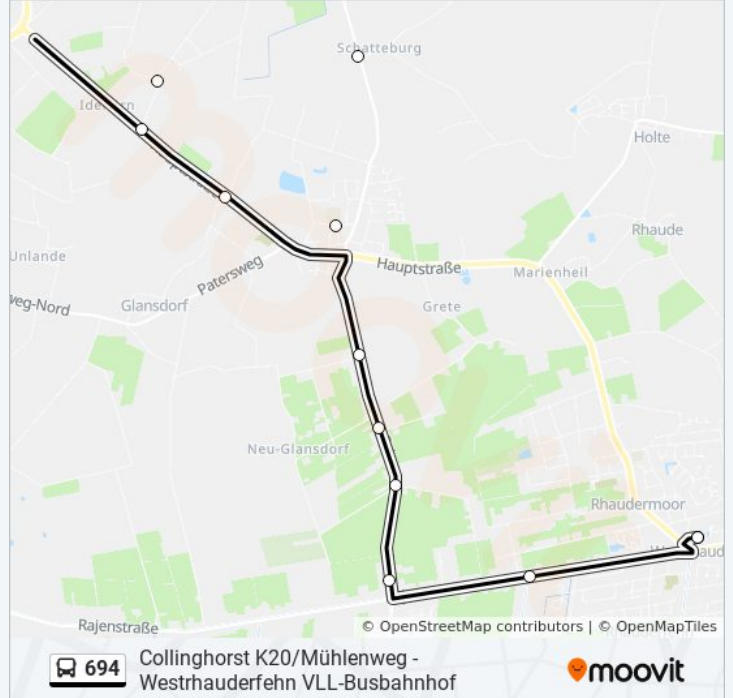 Schatteburg
Holte
Rhaude
Unlande
Patersweg
Hauptstraße
Marienheil
weg-Nord
Glansdorf
Grete
Neu-Glansdorf
Rhaudermoor
Rajenstraße
© OpenStreetMap contributors | © OpenMapTiles
694
Collinghorst K20/Mühlenweg -
Westrhauderfehn VLL-Busbahnhof
moovit